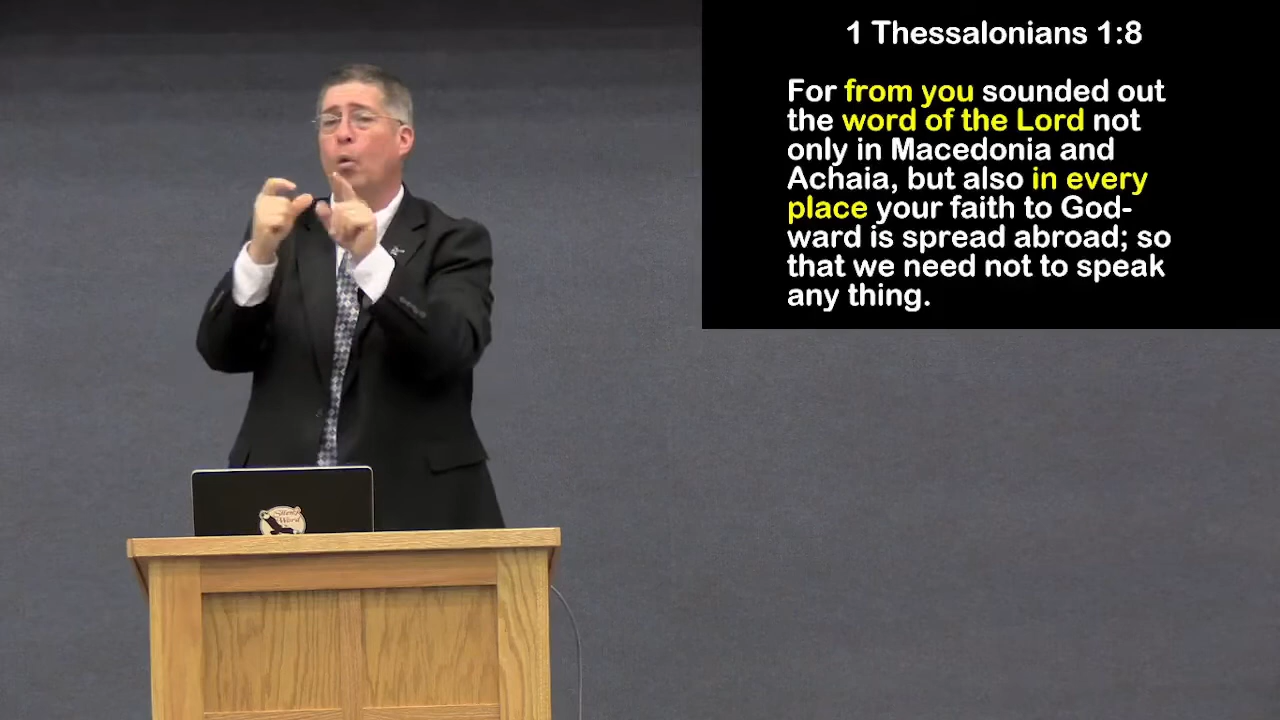 1 Thessalonians 1:8
For from you sounded out
the word of the Lord not
only in Macedonia and
Achaia, but also in every
place your faith to God-
ward is spread abroad; so
that we need not to speak
any thing.
Silent
Word